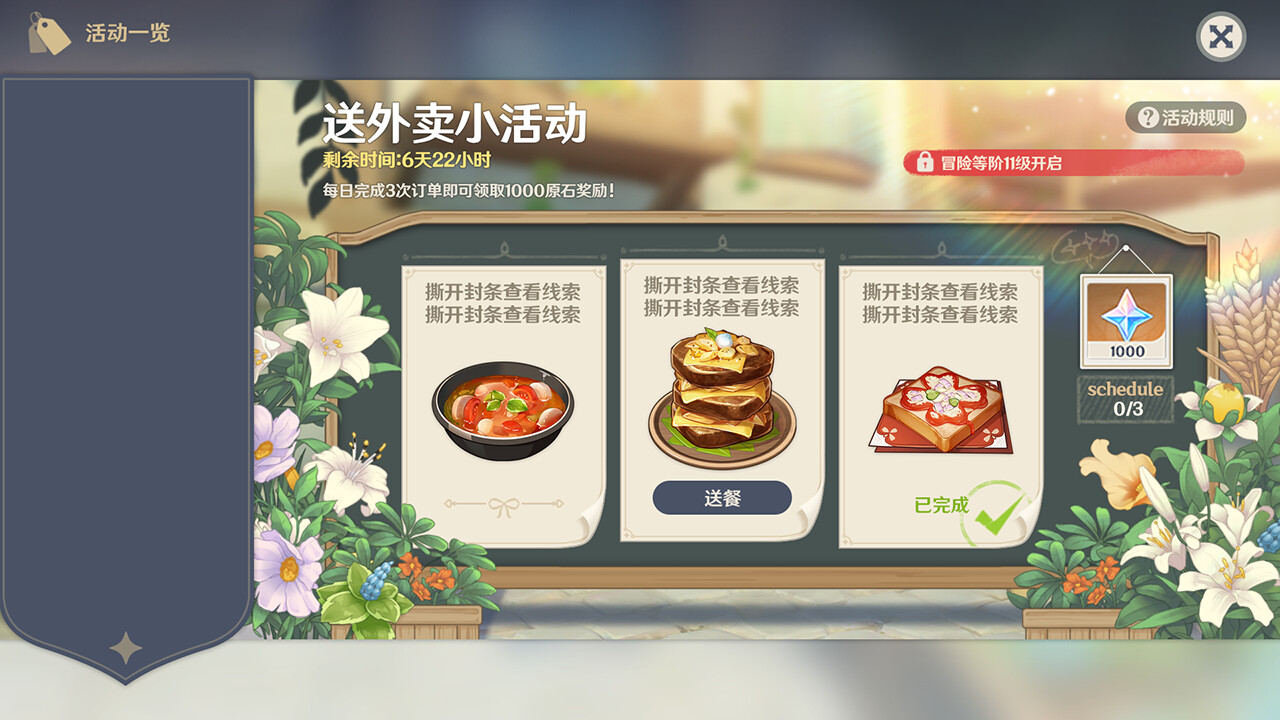 活动一览
送外卖小活动
剩余时间:6天22小时
每日完成3次订单即可领取1000原石奖励!
?活动规则
冒险等阶11级开启
撕开封条查看线索
撕开封条查看线索
撕开封条查看线索
撕开封条查看线索
送餐
撕开封条查看线索
撕开封条查看线索
已完成
1000
schedule
0/3